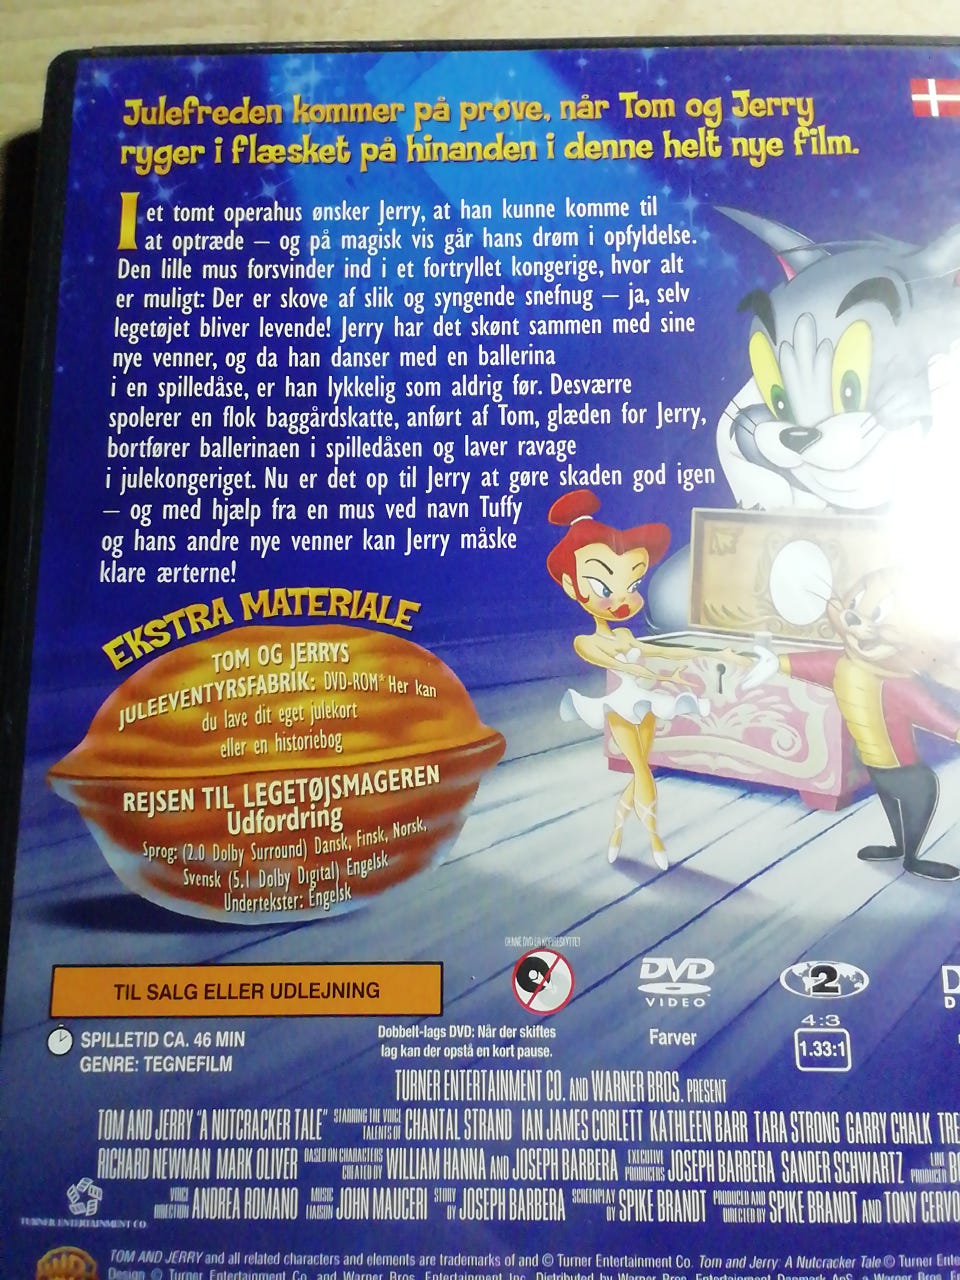 Julefreden kommer på prøve, når Tom og Jerry
ryger i flæsket på hinanden i denne helt nye film.
I et tomt operahus ønsker Jerry, at han kunne komme til
at optræde – og på magisk vis går hans drøm i opfyldelse.
Den lille mus forsvinder ind i et fortryllet kongerige, hvor alt
er muligt: Der er skove af slik og syngende snefnug – ja, selv
legetøjet bliver levende! Jerry har det skønt sammen med sine
nye venner, og da han danser med en ballerina
i en spilledåse, er han lykkelig som aldrig før. Desværre
spolerer en flok baggårdskatte, anført af Tom, glæden for Jerry,
bortfører ballerinaen i spilledåsen og laver ravage
i julekongeriget. Nu er det op til Jerry at gøre skaden god igen
– og med hjælp fra en mus ved navn Tuffy
og hans andre nye venner kan Jerry måske
klare ærterne!
EKSTRA MATERIALE
TOM OG JERRYS
JULEEVENTYRSFABRIK: DVD-ROM* Her kan
du lave dit eget julekort
eller en historiebog
REJSEN TIL LEGETØJSMAGEREN
Udfordring
Sprog: (2.0 Dolby Surround) Dansk, Finsk, Norsk,
Svensk (5.1 Dolby Digital) Engelsk
Undertekster: Engelsk
DENNE DVD ER KOPIBESKYTTET
TIL SALG ELLER UDLEJNING
DVD
VIDEO
2
SPILLETID CA. 46 MIN
GENRE: TEGNEFILM
Dobbelt-lags DVD: Når der skiftes
lag kan der opstå en kort pause.
Farver
4:3
1.33:1
TURNER ENTERTAINMENT CO. AND WARNER BROS. PRESENT
TOM AND JERRY "A NUTCRACKER TALE" STARRING THE VOICE TALENTS OF CHANTAL STRAND IAN JAMES CORLETT KATHLEEN BARR TARA STRONG GARRY CHALK TRE
RICHARD NEWMAN MARK OLIVER BASED ON CHARACTERS CREATED BY WILLIAM HANNA AND JOSEPH BARBERA EXECUTIVE PRODUCERS JOSEPH BARBERA SANDER SCHWARTZ LINE PRODUCER
VOICE DIRECTION ANDREA ROMANO MUSIC LIAISON JOHN MAUCERI STORY BY JOSEPH BARBERA SCREENPLAY BY SPIKE BRANDT PRODUCED AND DIRECTED BY SPIKE BRANDT AND TONY CERVO
TURNER ENTERTAINMENT CO.
TOM AND JERRY and all related characters and elements are trademarks of and © Turner Entertainment Co. Tom and Jerry: A Nutcracker Tale © Turner Ent
Design © Turner Entertainment Co. and Warner Bros. Entertainment Inc. Distributed by Warner